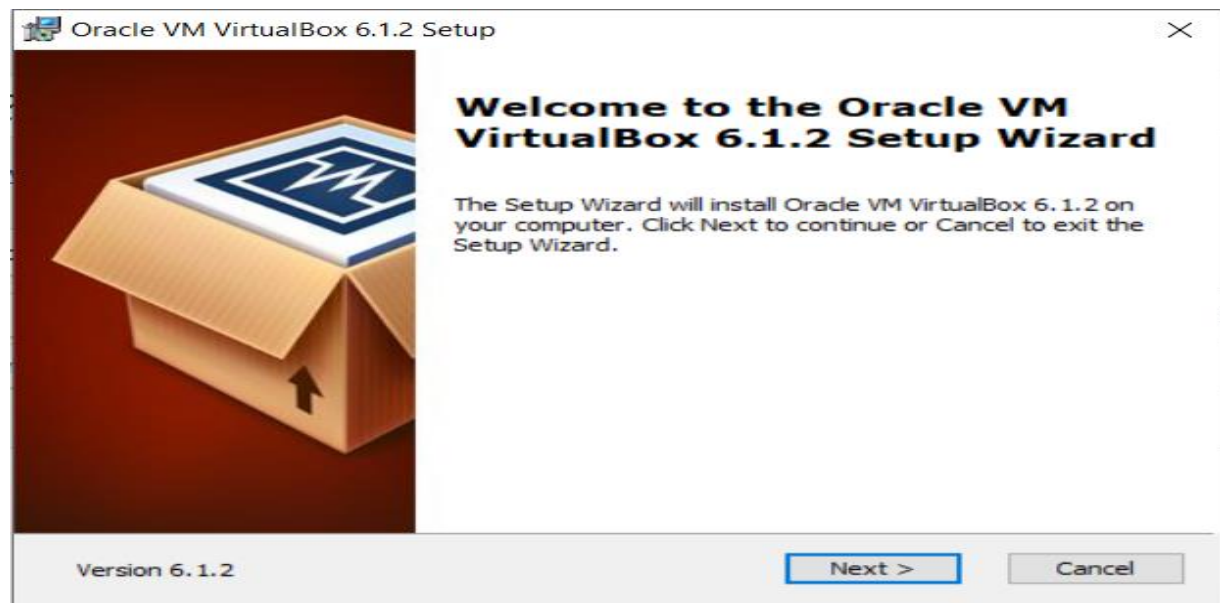 Oracle VM VirtualBox 6.1.2 Setup
Welcome to the Oracle VM
VirtualBox 6.1.2 Setup Wizard
The Setup Wizard will install Oracle VM VirtualBox 6.1.2 on
your computer. Click Next to continue or Cancel to exit the
Setup Wizard.
Version 6.1.2
Next >
Cancel